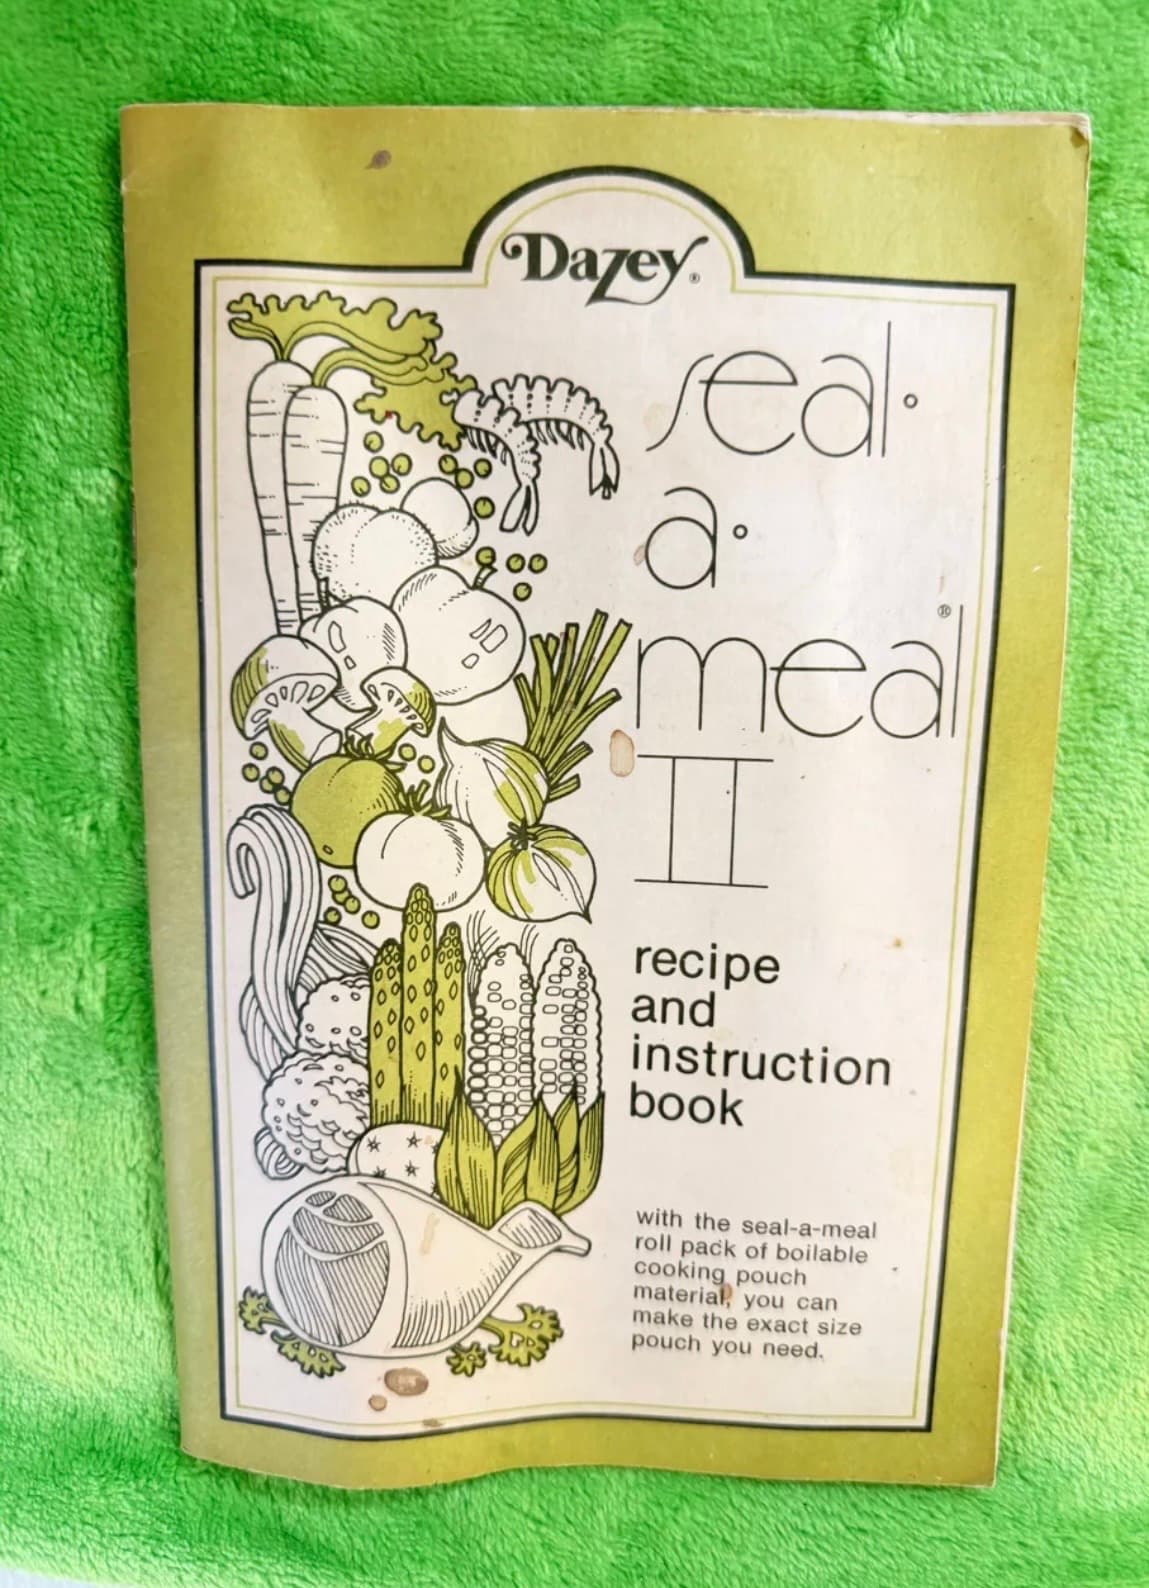 Dazey®
seal·
a·
meal®
II
recipe
and
instruction
book
with the seal-a-meal
roll pack of boilable
cooking pouch
material, you can
make the exact size
pouch you need.